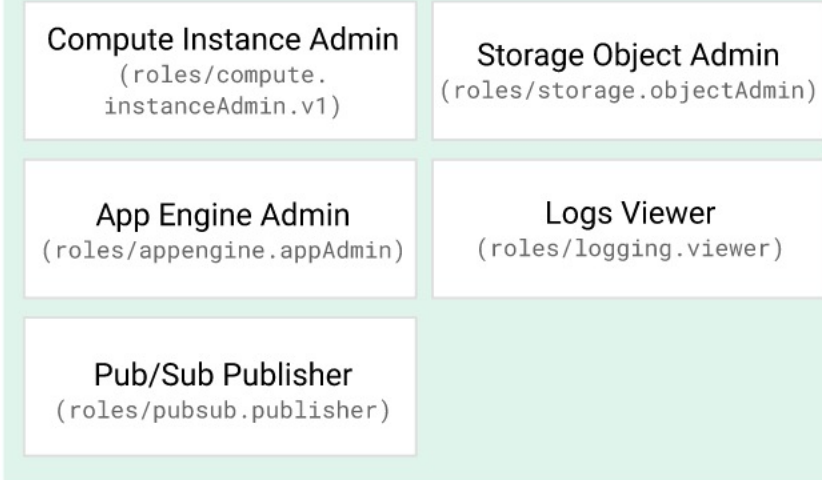 Compute Instance Admin
(roles/compute.
instanceAdmin.v1)
Storage Object Admin
(roles/storage.objectAdmin)
App Engine Admin
(roles/appengine.appAdmin)
Logs Viewer
(roles/logging.viewer)
Pub/Sub Publisher
(roles/pubsub.publisher)